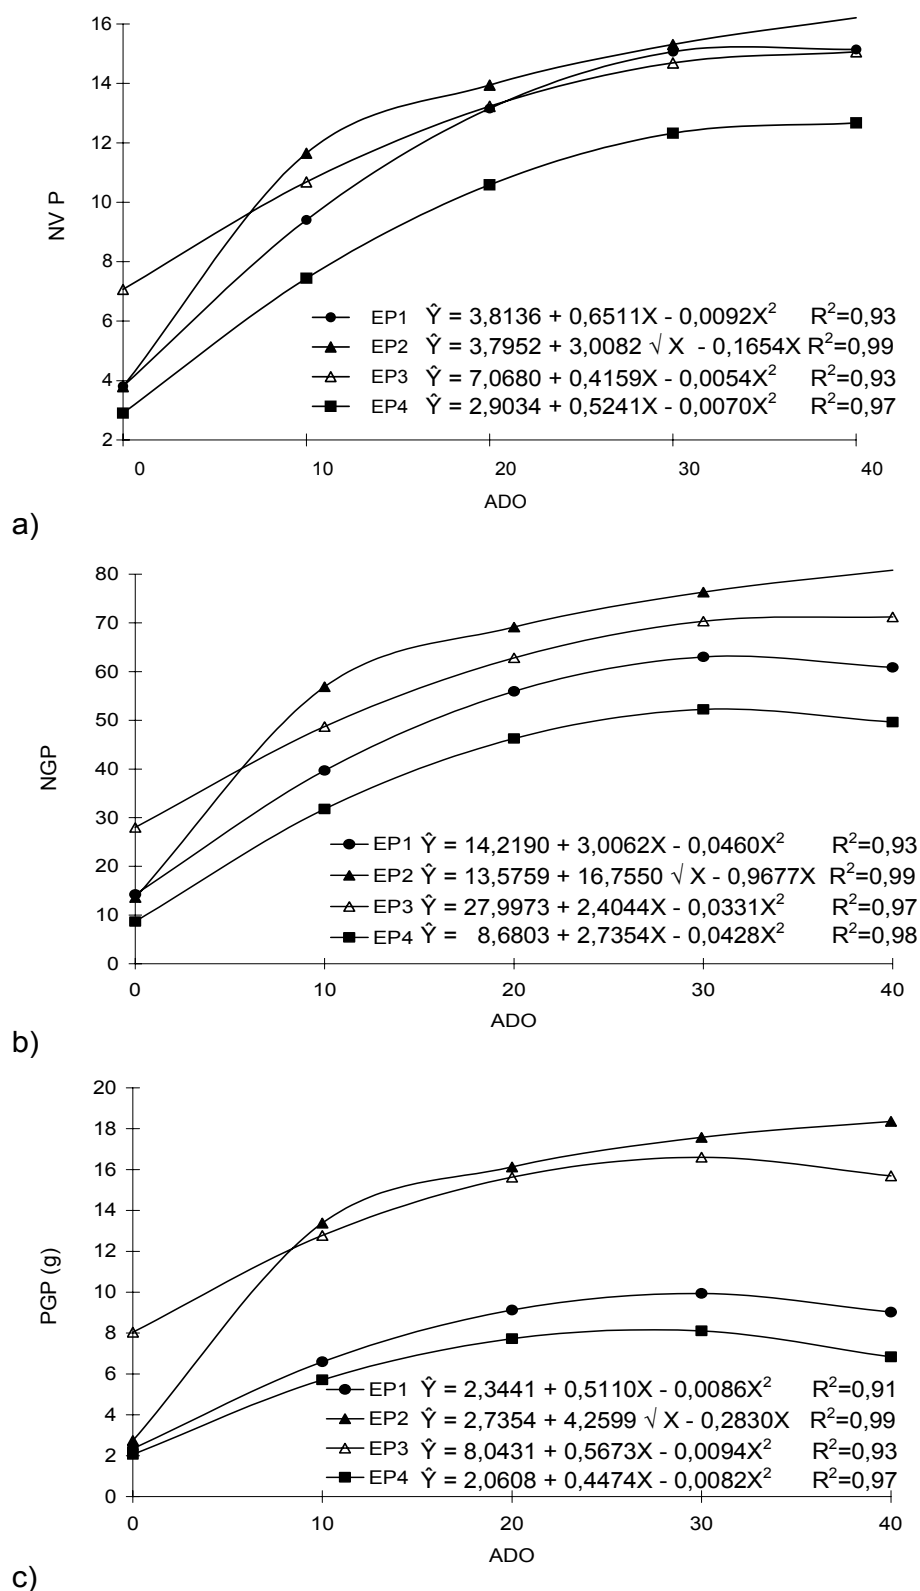 16
14
12
10
8
6
4
2
NV P
EP1 Ŷ = 3,8136 + 0,6511X - 0,0092X² R²=0,93
EP2 Ŷ = 3,7952 + 3,0082 √ X - 0,1654X R²=0,99
EP3 Ŷ = 7,0680 + 0,4159X - 0,0054X² R²=0,93
EP4 Ŷ = 2,9034 + 0,5241X - 0,0070X² R²=0,97
0 10 20 30 40
ADO
a)
80
70
60
50
40
30
20
10
0
NGP
EP1 Ŷ = 14,2190 + 3,0062X - 0,0460X² R²=0,93
EP2 Ŷ = 13,5759 + 16,7550 √ X - 0,9677X R²=0,99
EP3 Ŷ = 27,9973 + 2,4044X - 0,0331X² R²=0,97
EP4 Ŷ = 8,6803 + 2,7354X - 0,0428X² R²=0,98
0 10 20 30 40
ADO
b)
20
18
16
14
12
10
8
6
4
2
0
PGP (g)
EP1 Ŷ = 2,3441 + 0,5110X - 0,0086X² R²=0,91
EP2 Ŷ = 2,7354 + 4,2599 √ X - 0,2830X R²=0,99
EP3 Ŷ = 8,0431 + 0,5673X - 0,0094X² R²=0,93
EP4 Ŷ = 2,0608 + 0,4474X - 0,0082X² R²=0,97
0 10 20 30 40
ADO
c)